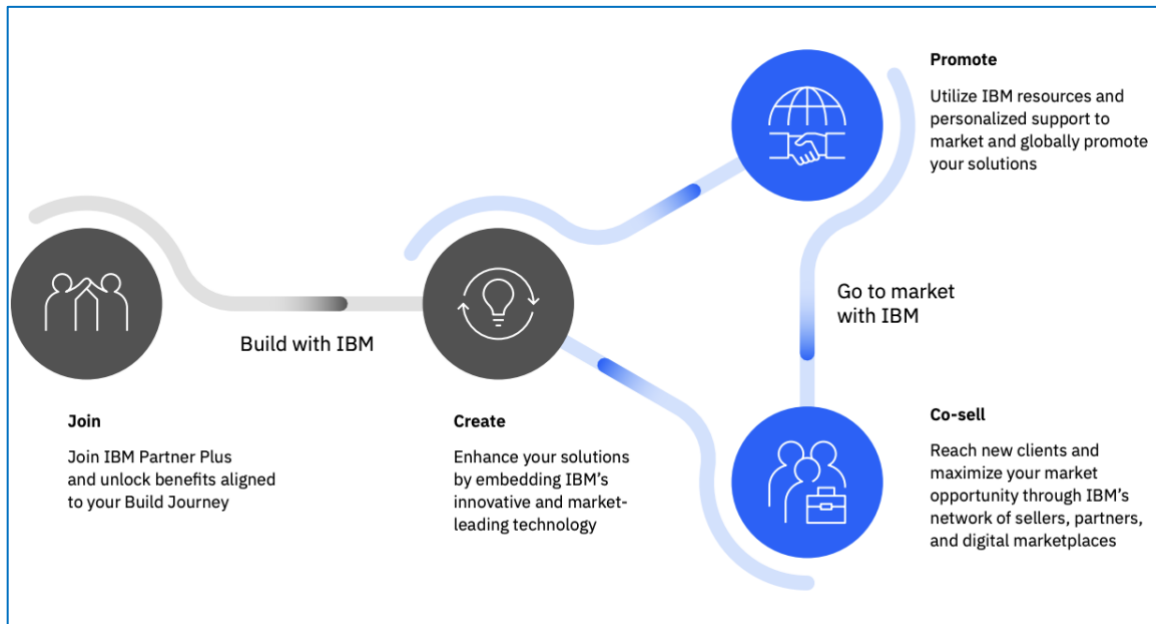 Join
Join IBM Partner Plus
and unlock benefits aligned
to your Build Journey
Build with IBM
Create
Enhance your solutions
by embedding IBM’s
innovative and market-
leading technology
Promote
Utilize IBM resources and
personalized support to
market and globally promote
your solutions
Go to market
with IBM
Co-sell
Reach new clients and
maximize your market
opportunity through IBM’s
network of sellers, partners,
and digital marketplaces